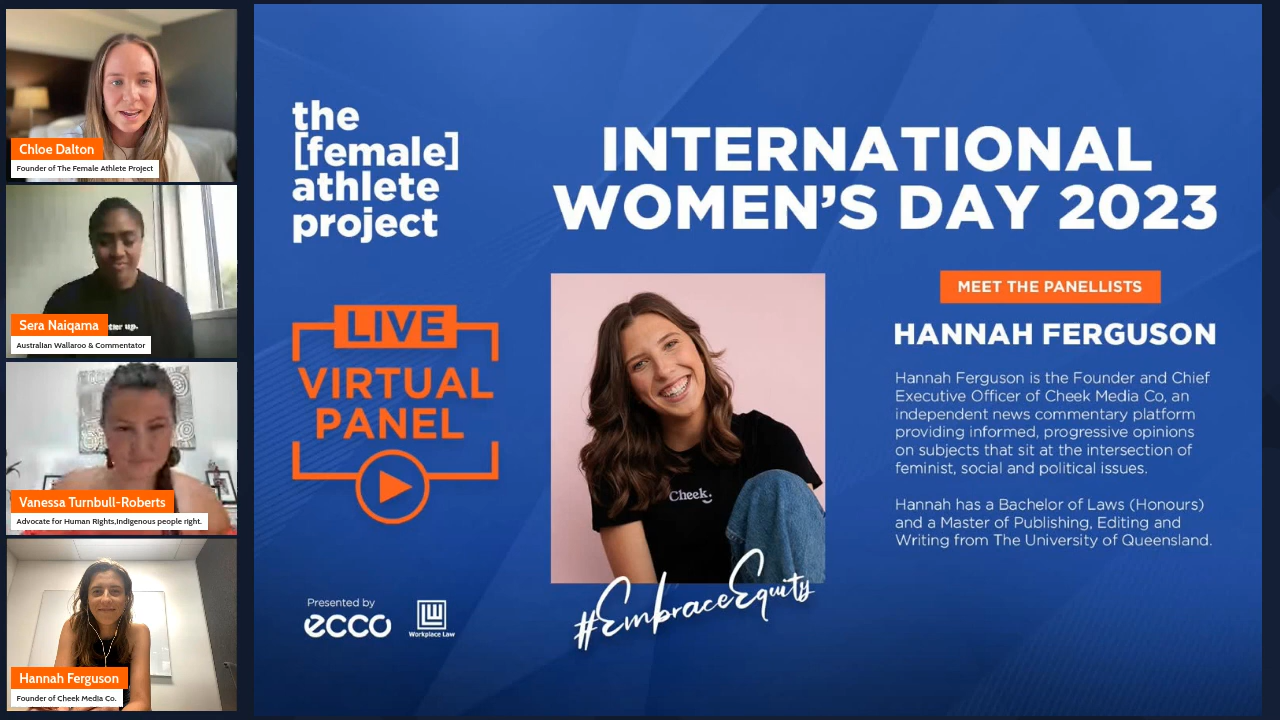 Chloe Dalton
Founder of The Female Athlete Project
etter up.
Sera Naiqama
Australian Wallaroo & Commentator
Vanessa Turnbull-Roberts
Advocate for Human Rights,Indigenous people right.
Hannah Ferguson
Founder of Cheek Media Co.
the
[female]
athlete
project
INTERNATIONAL
WOMEN'S DAY 2023
LIVE
VIRTUAL
PANEL
Presented by
ecco
LW
Workplace Law
Cheek.
#EmbraceEquity
MEET THE PANELLISTS
HANNAH FERGUSON
Hannah Ferguson is the Founder and Chief
Executive Officer of Cheek Media Co, an
independent news commentary platform
providing informed, progressive opinions
on subjects that sit at the intersection of
feminist, social and political issues.
Hannah has a Bachelor of Laws (Honours)
and a Master of Publishing, Editing and
Writing from The University of Queensland.